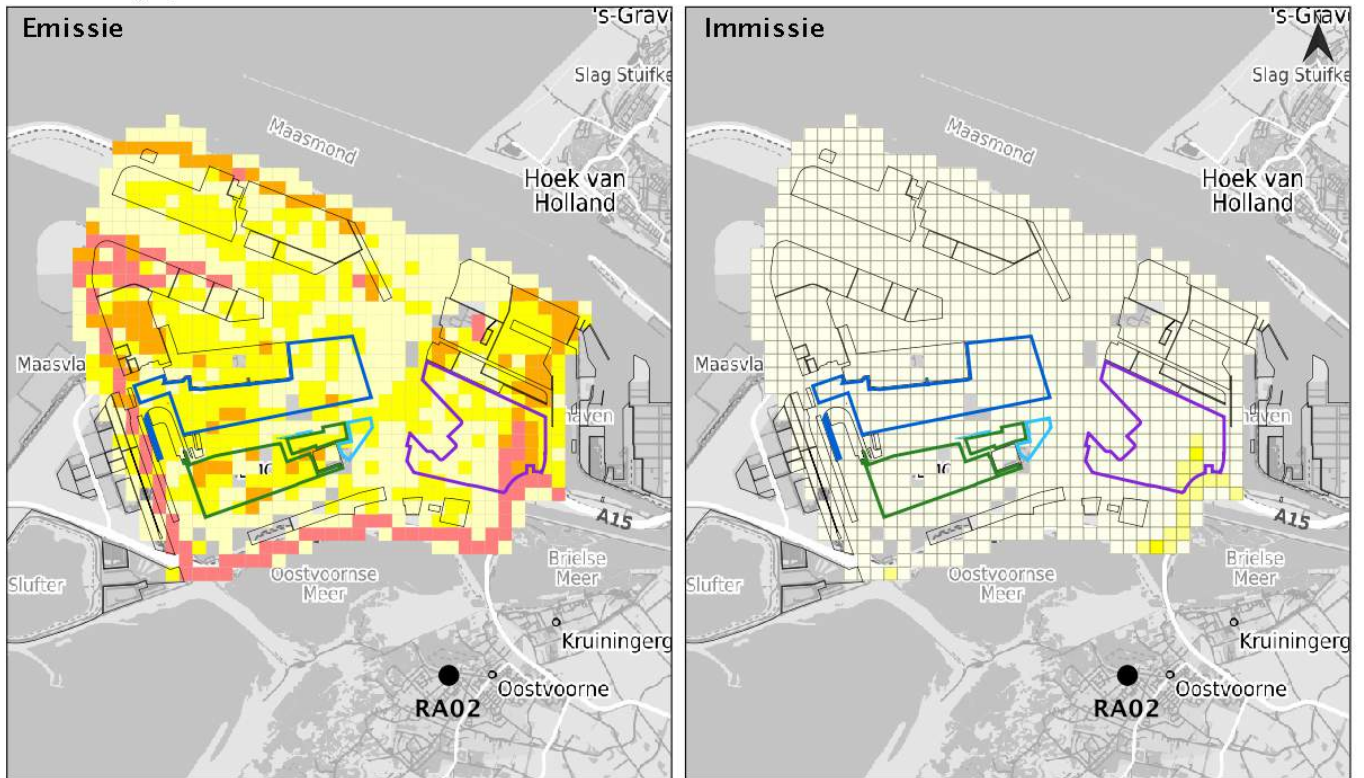 Emissie
's-Grav
Slag Stuifke
Maasmond
Hoek van
Holland
Maasvla
haven
A15
Slufter
Oostvoornse
Meer
Brielse
Meer
Kruiningerg
Oostvoorne
RA02
Immissie
's-Grav
Slag Stuifke
Maasmond
Hoek van
Holland
Maasvla
haven
A15
Slufter
Oostvoornse
Meer
Brielse
Meer
Kruiningerg
Oostvoorne
RA02